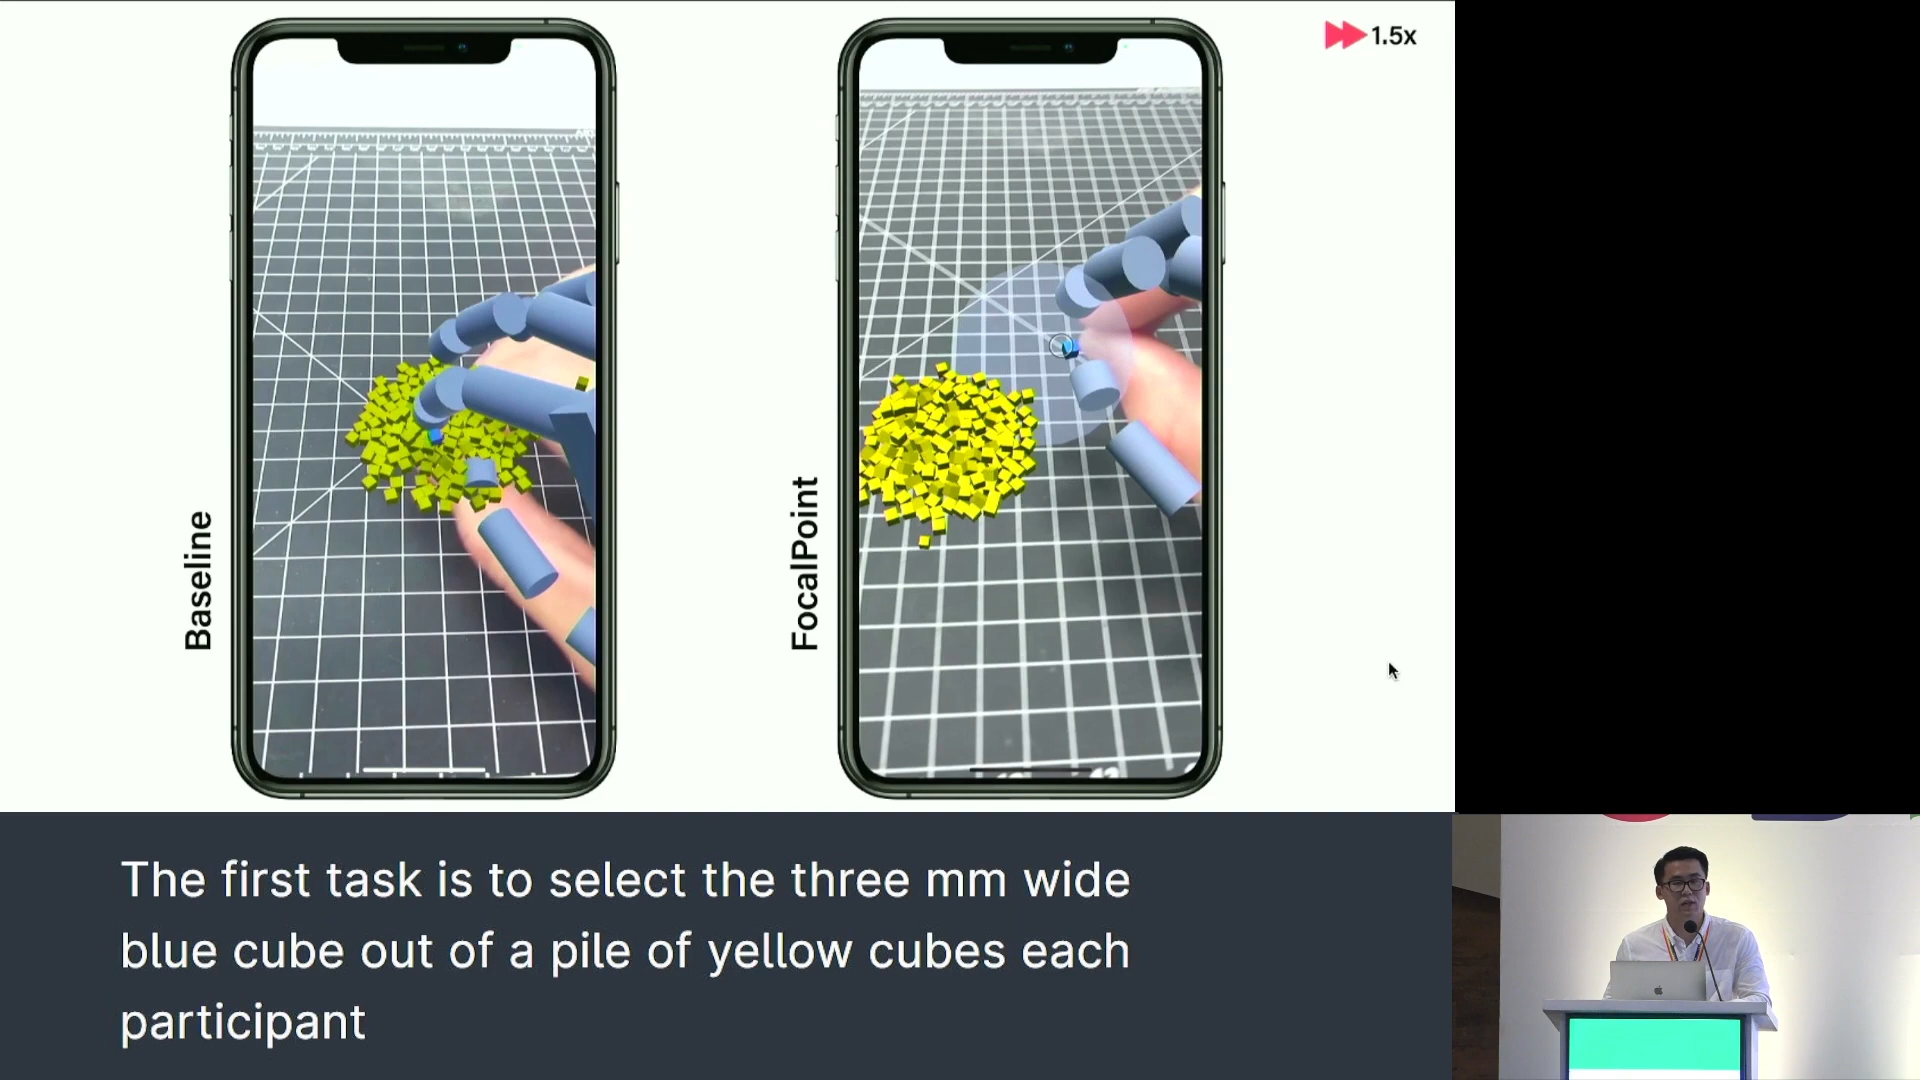 1.5x
Baseline
FocalPoint
The first task is to select the three mm wide
blue cube out of a pile of yellow cubes each
participant